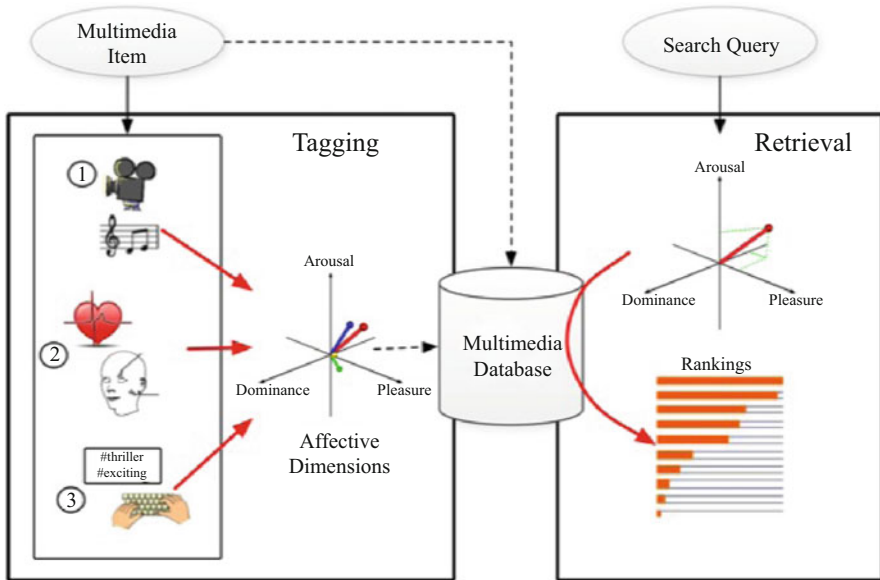 Multimedia
Item
Search Query
Tagging
Retrieval
1
2
#thriller
#exciting
3
Arousal
Dominance
Pleasure
Affective
Dimensions
Multimedia
Database
Arousal
Dominance
Pleasure
Rankings